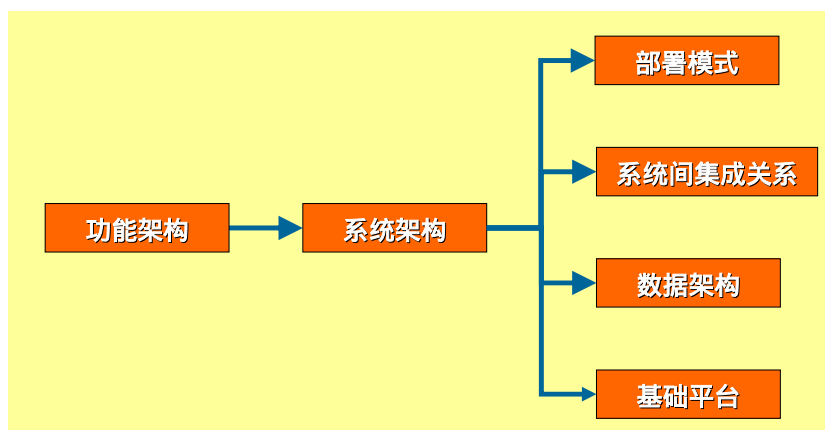 部署模式
系统间集成关系
功能架构
系统架构
数据架构
基础平台